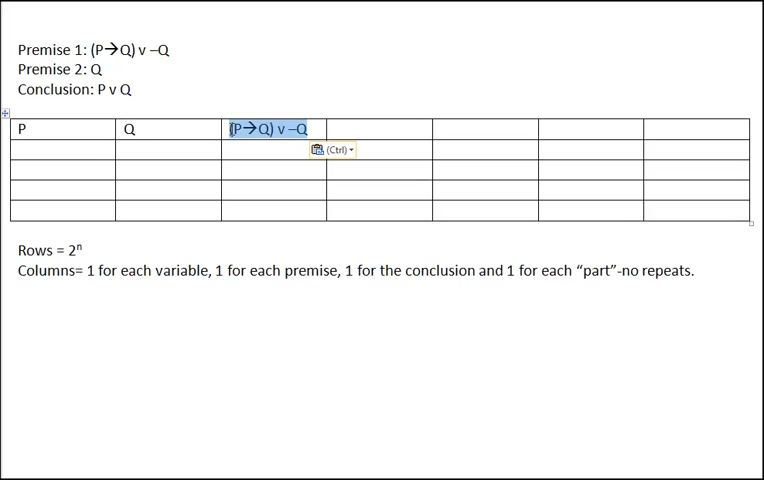 Premise 1: (P→Q) v –Q
Premise 2: Q
Conclusion: P v Q
P Q (P→Q) v –Q
(Ctrl)
Rows = 2ⁿ
Columns= 1 for each variable, 1 for each premise, 1 for the conclusion and 1 for each “part”-no repeats.